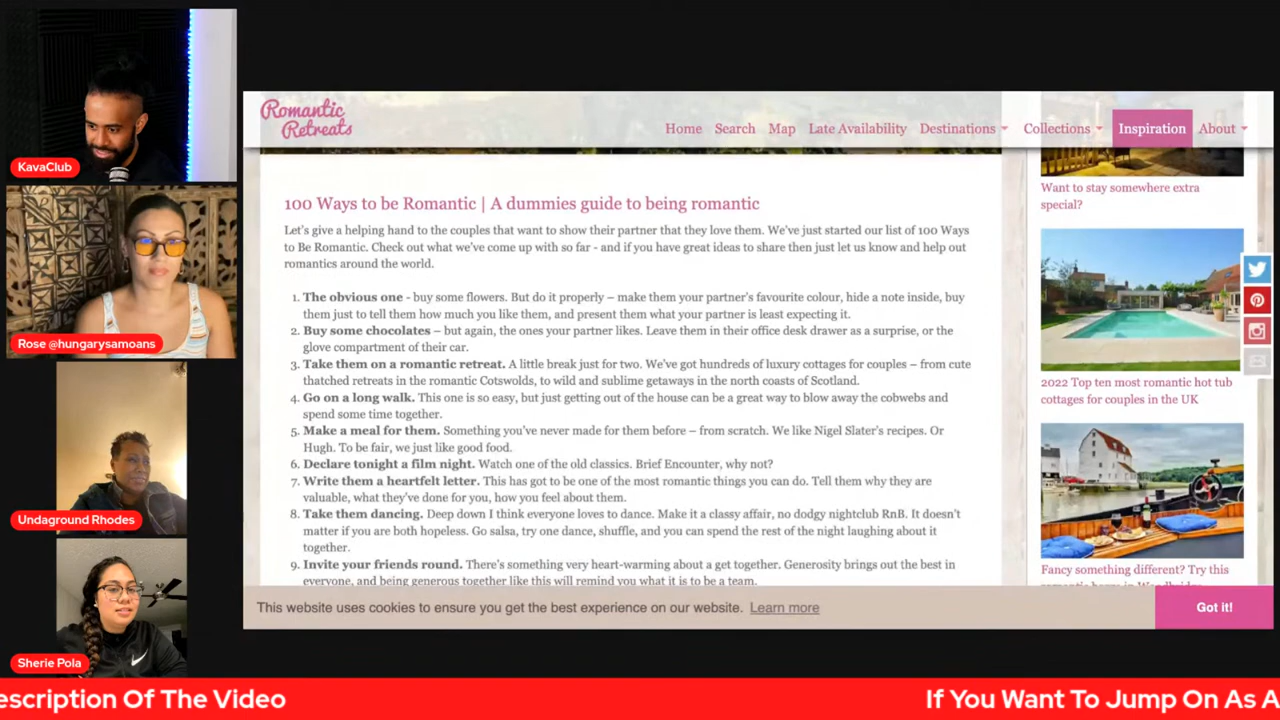 KavaClub
Rose @hungarysamoans
Undaground Rhodes
Sherie Pola
Romantic
Retreats
Home Search Map Late Availability Destinations Collections Inspiration About
100 Ways to be Romantic | A dummies guide to being romantic
Let's give a helping hand to the couples that want to show their partner that they love them. We've just started our list of 100 Ways
to Be Romantic. Check out what we've come up with so far - and if you have great ideas to share then just let us know and help out
romantics around the world.
1. The obvious one - buy some flowers. But do it properly – make them your partner's favourite colour, hide a note inside, buy
them just to tell them how much you like them, and present them what your partner is least expecting it.
2. Buy some chocolates – but again, the ones your partner likes. Leave them in their office desk drawer as a surprise, or the
glove compartment of their car.
3. Take them on a romantic retreat. A little break just for two. We've got hundreds of luxury cottages for couples – from cute
thatched retreats in the romantic Cotswolds, to wild and sublime getaways in the north coasts of Scotland.
4. Go on a long walk. This one is so easy, but just getting out of the house can be a great way to blow away the cobwebs and
spend some time together.
5. Make a meal for them. Something you've never made for them before – from scratch. We like Nigel Slater's recipes. Or
Hugh. To be fair, we just like good food.
6. Declare tonight a film night. Watch one of the old classics. Brief Encounter, why not?
7. Write them a heartfelt letter. This has got to be one of the most romantic things you can do. Tell them why they are
valuable, what they've done for you, how you feel about them.
8. Take them dancing. Deep down I think everyone loves to dance. Make it a classy affair, no dodgy nightclub RnB. It doesn't
matter if you are both hopeless. Go salsa, try one dance, shuffle, and you can spend the rest of the night laughing about it
together.
9. Invite your friends round. There's something very heart-warming about a get together. Generosity brings out the best in
everyone, and being generous together like this will remind you what it is to be a team.
Want to stay somewhere extra
special?
2022 Top ten most romantic hot tub
cottages for couples in the UK
Fancy something different? Try this
This website uses cookies to ensure you get the best experience on our website. Learn more
Got it!
escription Of The Video
If You Want To Jump On As A